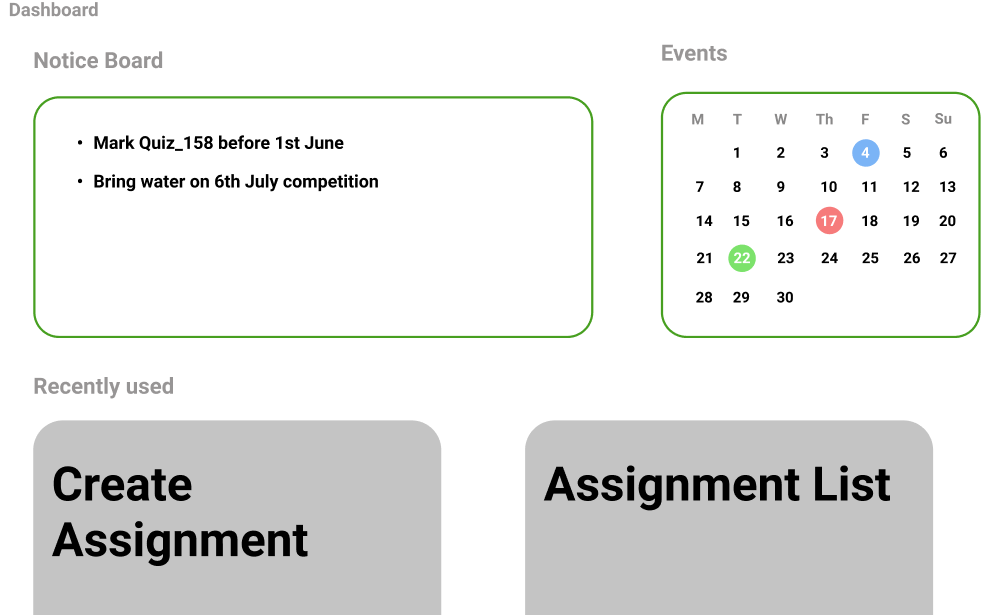 Dashboard
Notice Board
• Mark Quiz_158 before 1st June
• Bring water on 6th July competition
Events
M T W Th F S Su
1 2 3 4 5 6
7 8 9 10 11 12 13
14 15 16 17 18 19 20
21 22 23 24 25 26 27
28 29 30
Recently used
Create
Assignment
Assignment List